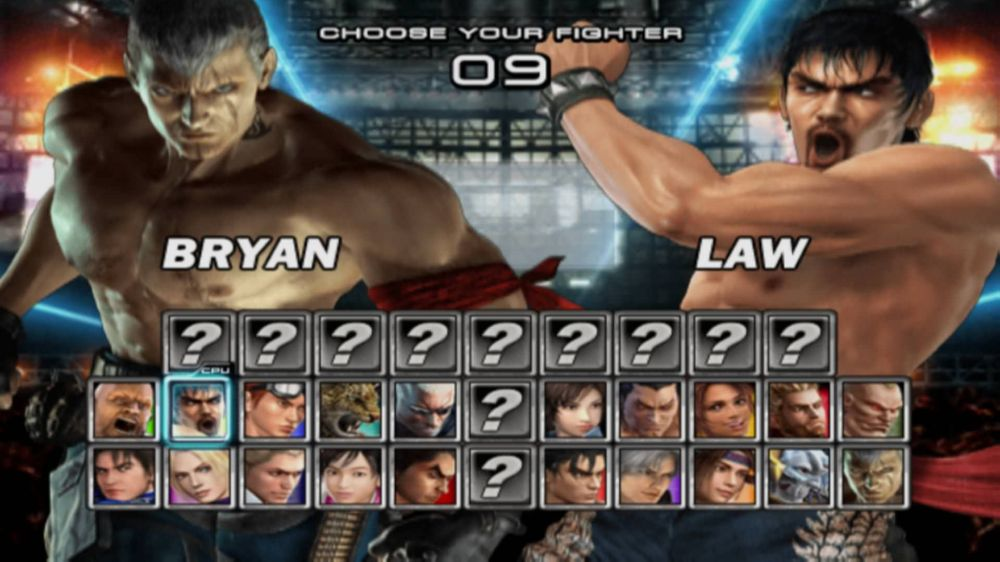 CHOOSE YOUR FIGHTER
09
BRYAN
LAW
? ? ? ? ? ? ? ? ?
CPU
?
?